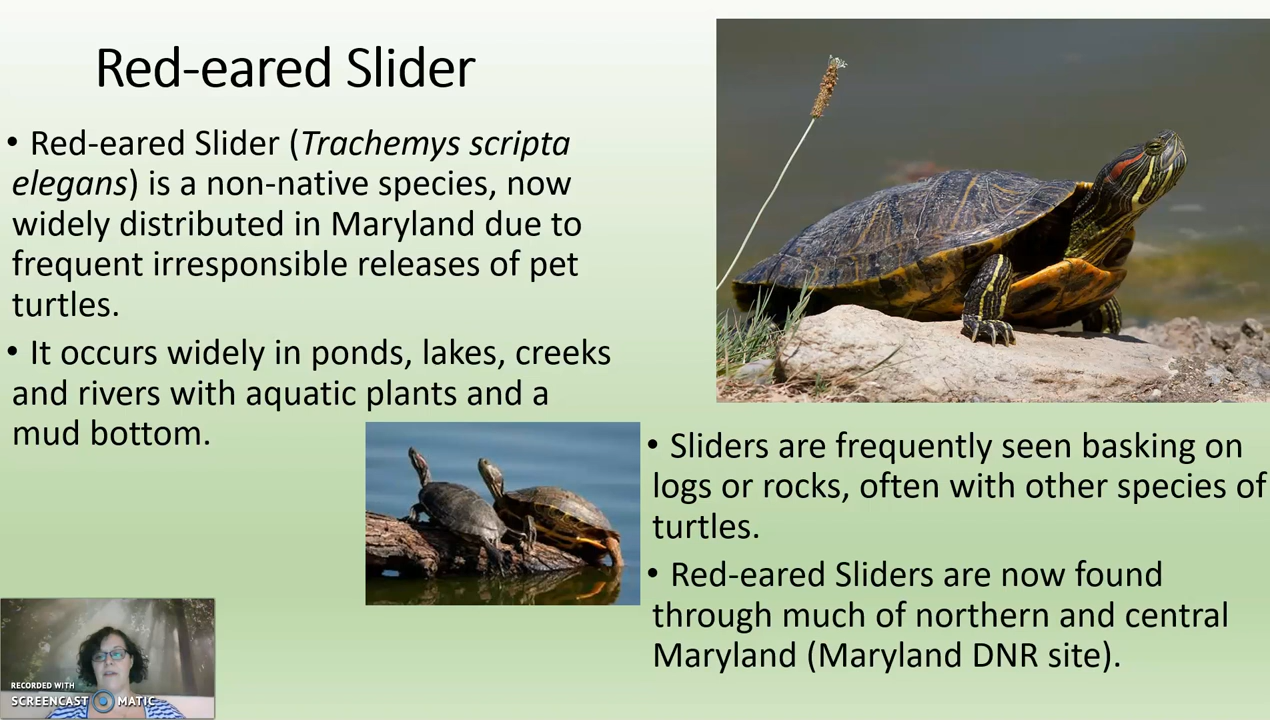 Red-eared Slider
• Red-eared Slider (Trachemys scripta
elegans) is a non-native species, now
widely distributed in Maryland due to
frequent irresponsible releases of pet
turtles.
• It occurs widely in ponds, lakes, creeks
and rivers with aquatic plants and a
mud bottom.
• Sliders are frequently seen basking on
logs or rocks, often with other species of
turtles.
• Red-eared Sliders are now found
through much of northern and central
Maryland (Maryland DNR site).
RECORDED WITH
SCREENCAST MATIC